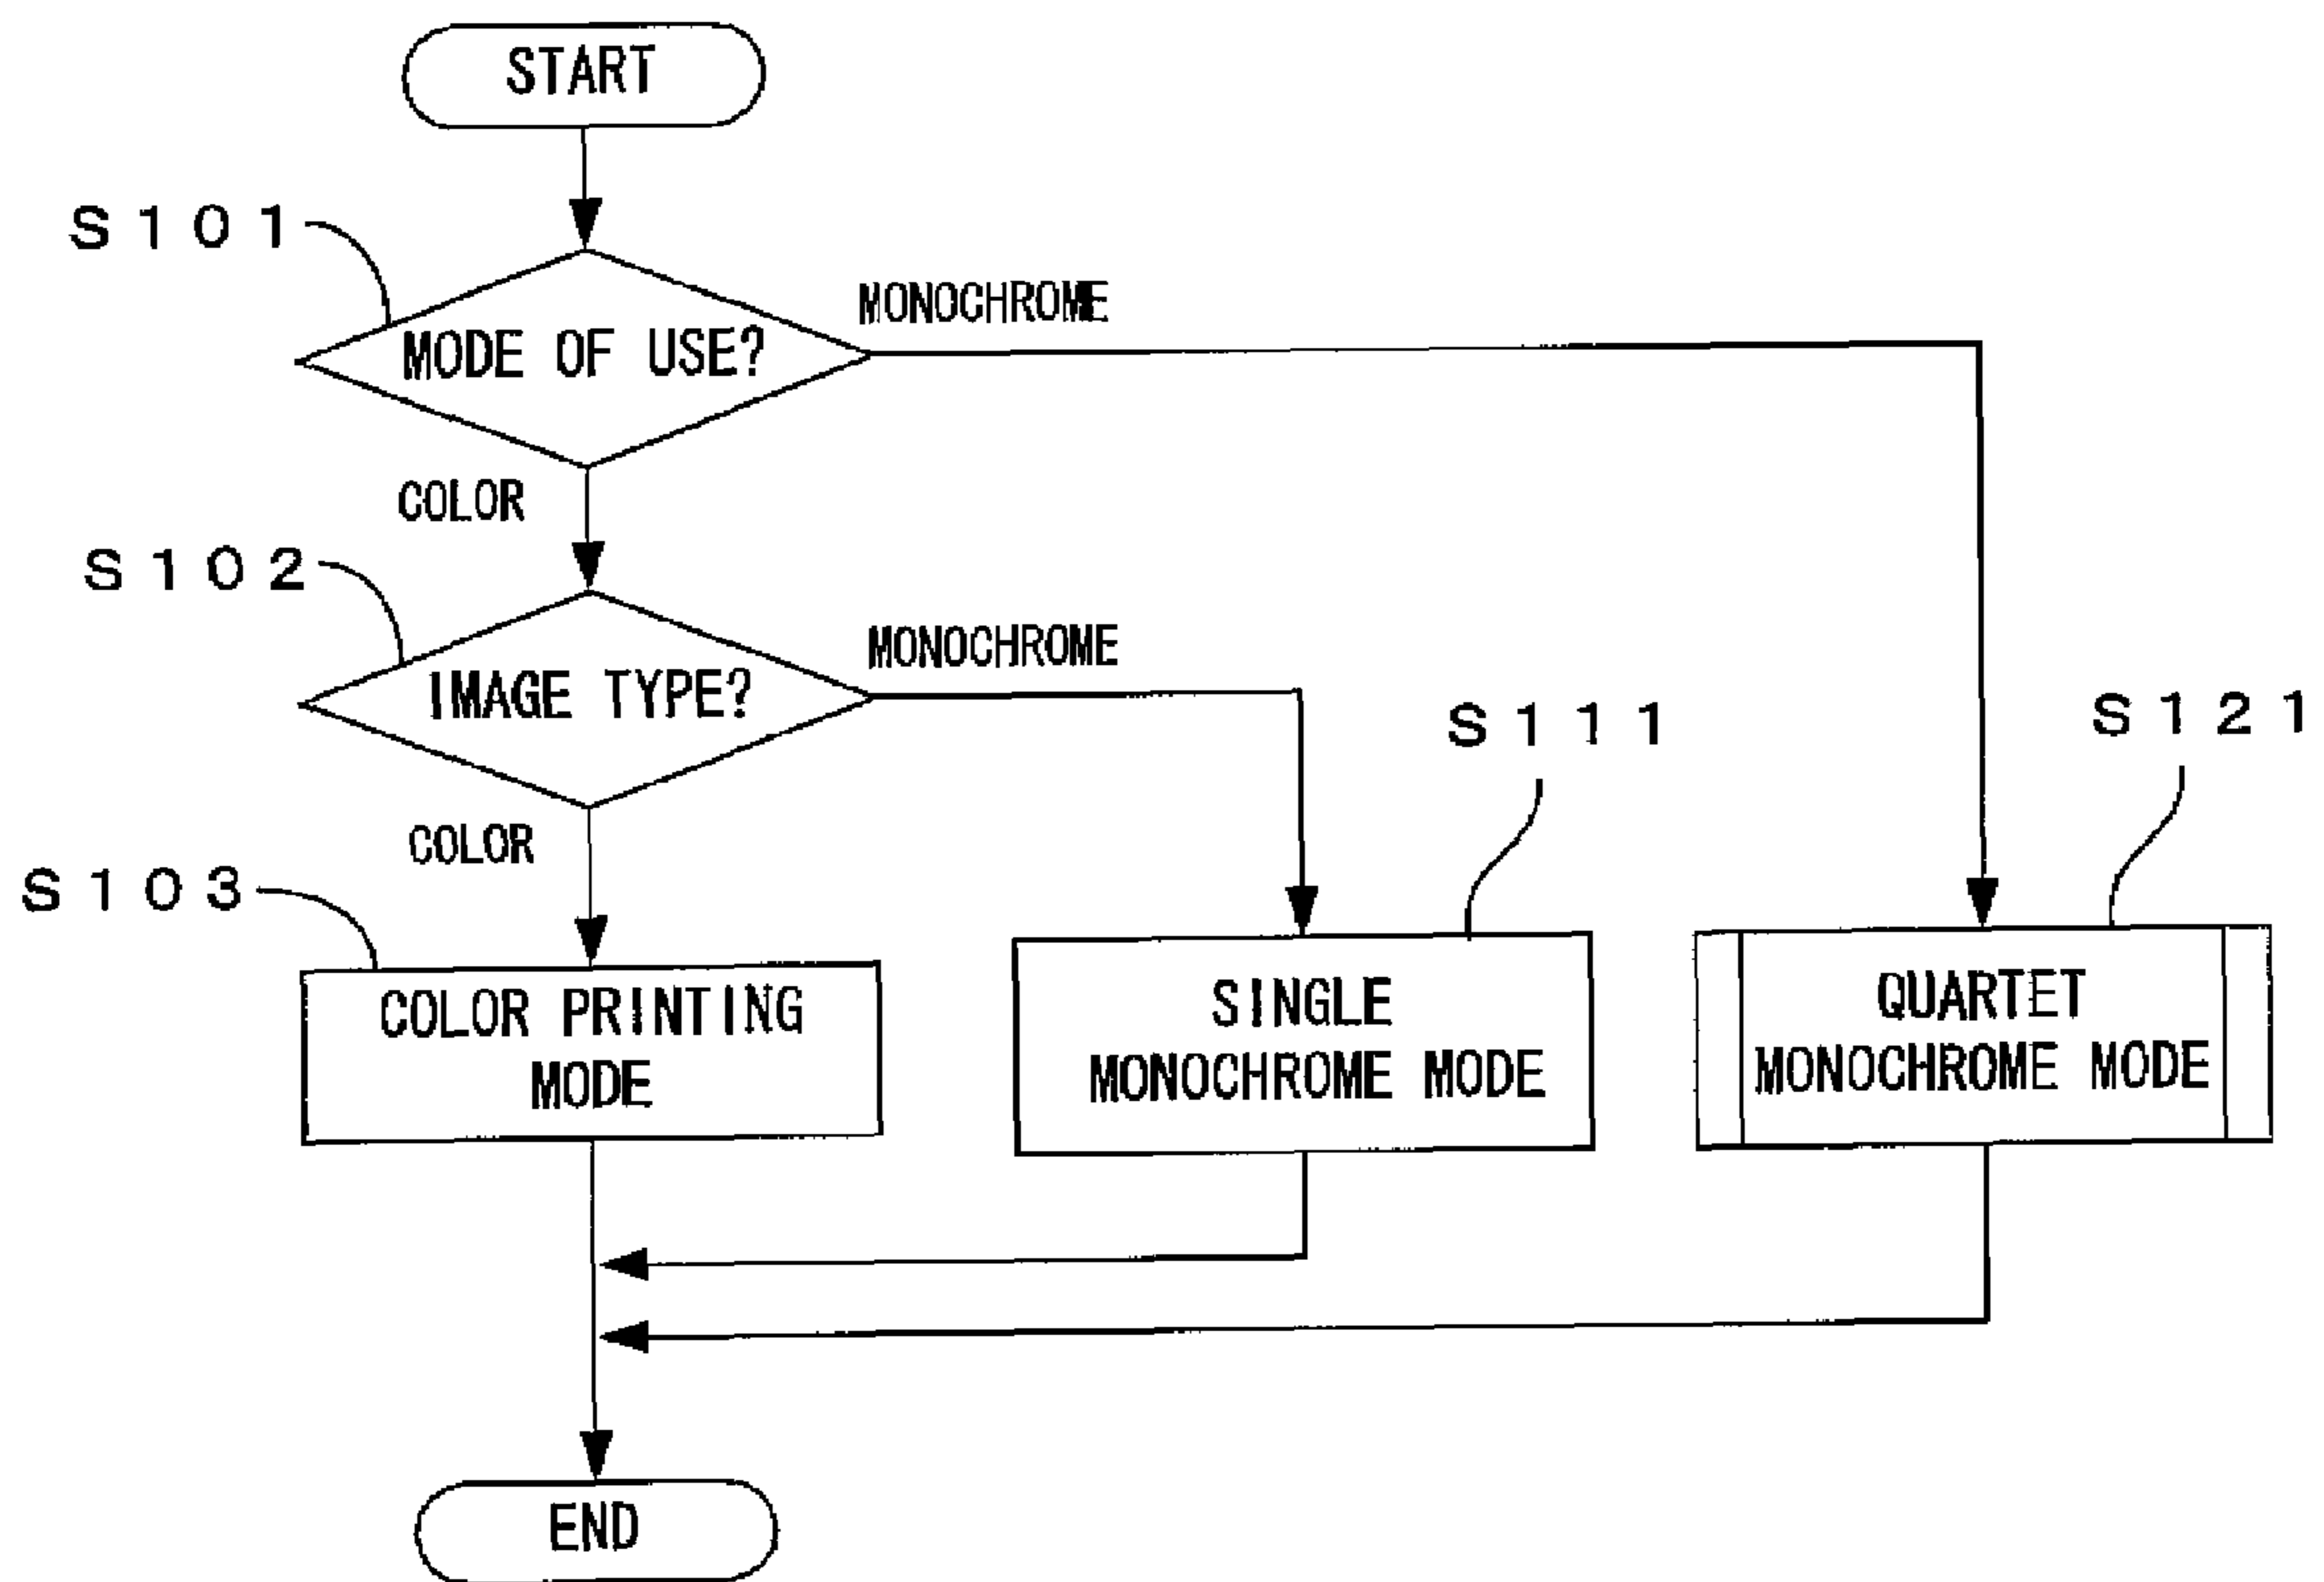 START
S101
MONOCHROME
MODE OF USE?
COLOR
S102
MONOCHROME
IMAGE TYPE?
S111
S121
COLOR
S103
COLOR PRINTING
MODE
SINGLE
MONOCHROME MODE
QUARTET
MONOCHROME MODE
END